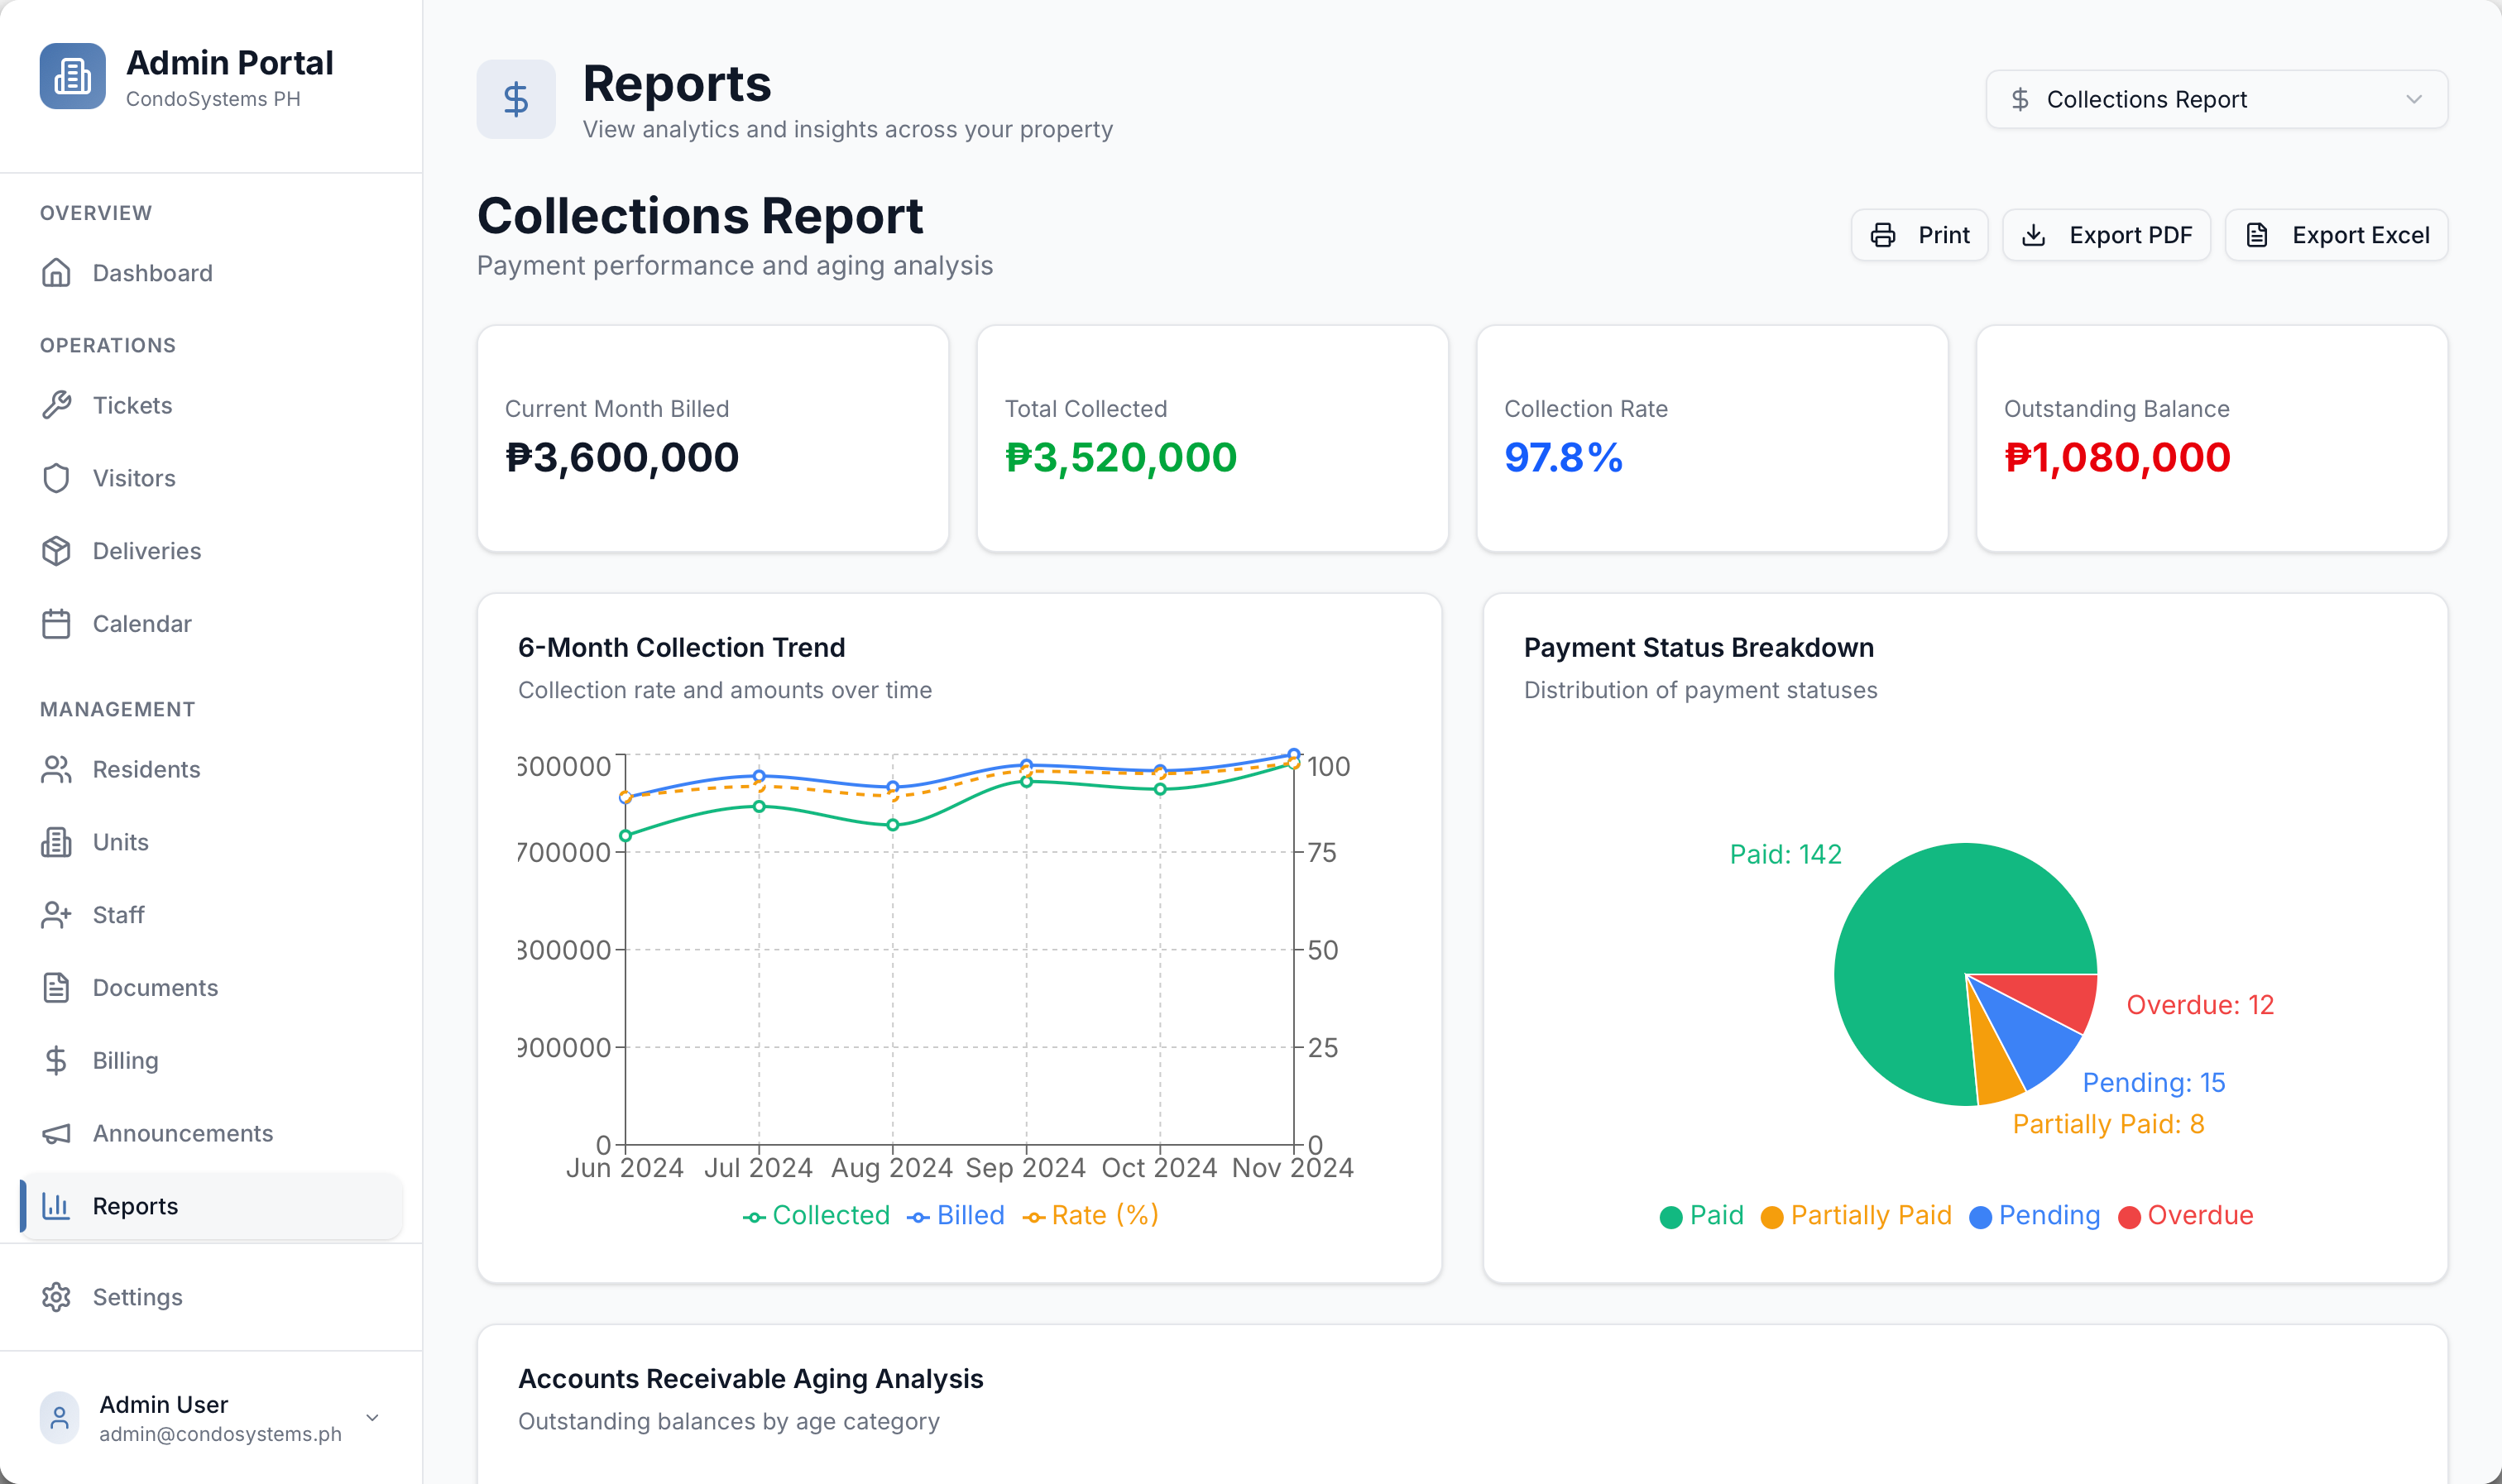 Admin Portal
CondoSystems PH
OVERVIEW
Dashboard
OPERATIONS
Tickets
Visitors
Deliveries
Calendar
MANAGEMENT
Residents
Units
Staff
Documents
Billing
Announcements
Reports
Settings
Admin User
admin@condosystems.ph
Reports
View analytics and insights across your property
Collections Report
Collections Report
Payment performance and aging analysis
Print
Export PDF
Export Excel
Current Month Billed
₱3,600,000
Total Collected
₱3,520,000
Collection Rate
97.8%
Outstanding Balance
₱1,080,000
6-Month Collection Trend
Collection rate and amounts over time
600000
700000
800000
900000
0
100
75
50
25
0
Jun 2024 Jul 2024 Aug 2024 Sep 2024 Oct 2024 Nov 2024
Collected Billed Rate (%)
Payment Status Breakdown
Distribution of payment statuses
Paid: 142
Overdue: 12
Pending: 15
Partially Paid: 8
Paid Partially Paid Pending Overdue
Accounts Receivable Aging Analysis
Outstanding balances by age category